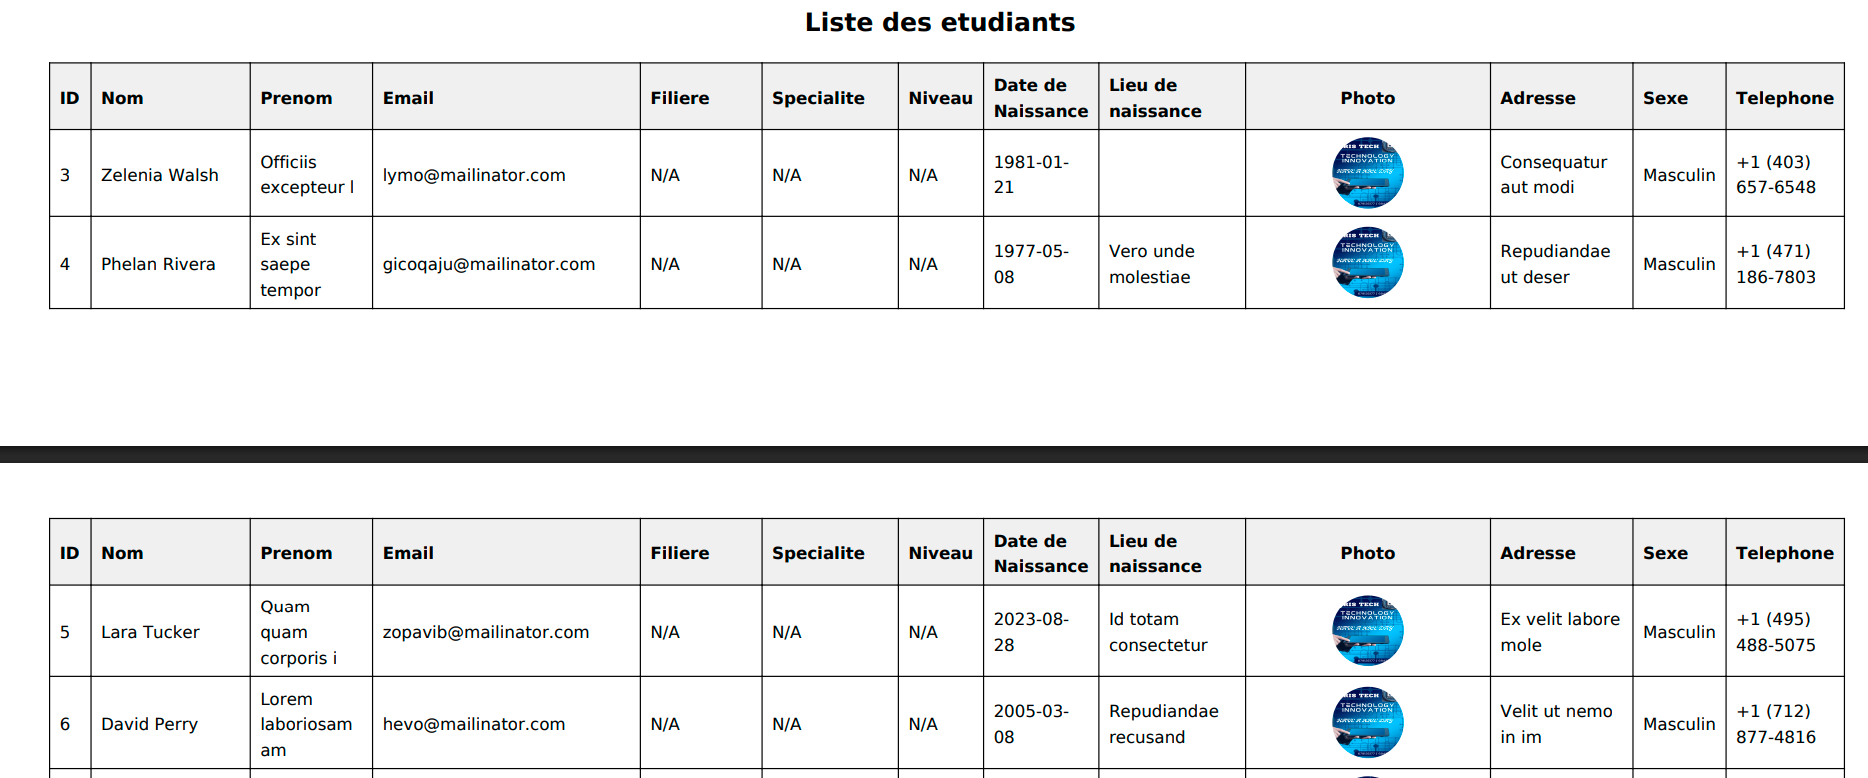 Liste des etudiants
ID Nom Prenom Email Filiere Specialite Niveau Date de Naissance Lieu de naissance Photo Adresse Sexe Telephone
3 Zelenia Walsh Officiis excepteur l lymo@mailinator.com N/A N/A N/A 1981-01-21 RIS TECH TECHNOLOGY INNOVATION Consequatur aut modi Masculin +1 (403) 657-6548
4 Phelan Rivera Ex sint saepe tempor gicoqaju@mailinator.com N/A N/A N/A 1977-05-08 Vero unde molestiae RIS TECH TECHNOLOGY INNOVATION Repudiandae ut deser Masculin +1 (471) 186-7803
ID Nom Prenom Email Filiere Specialite Niveau Date de Naissance Lieu de naissance Photo Adresse Sexe Telephone
5 Lara Tucker Quam quam corporis i zopavib@mailinator.com N/A N/A N/A 2023-08-28 Id totam consectetur RIS TECH TECHNOLOGY INNOVATION Ex velit labore mole Masculin +1 (495) 488-5075
6 David Perry Lorem laboriosam am hevo@mailinator.com N/A N/A N/A 2005-03-08 Repudiandae recusand RIS TECH TECHNOLOGY INNOVATION Velit ut nemo in im Masculin +1 (712) 877-4816